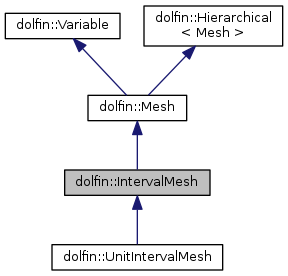 dolfin::Variable
dolfin::Hierarchical
< Mesh >
dolfin::Mesh
dolfin::IntervalMesh
dolfin::UnitIntervalMesh